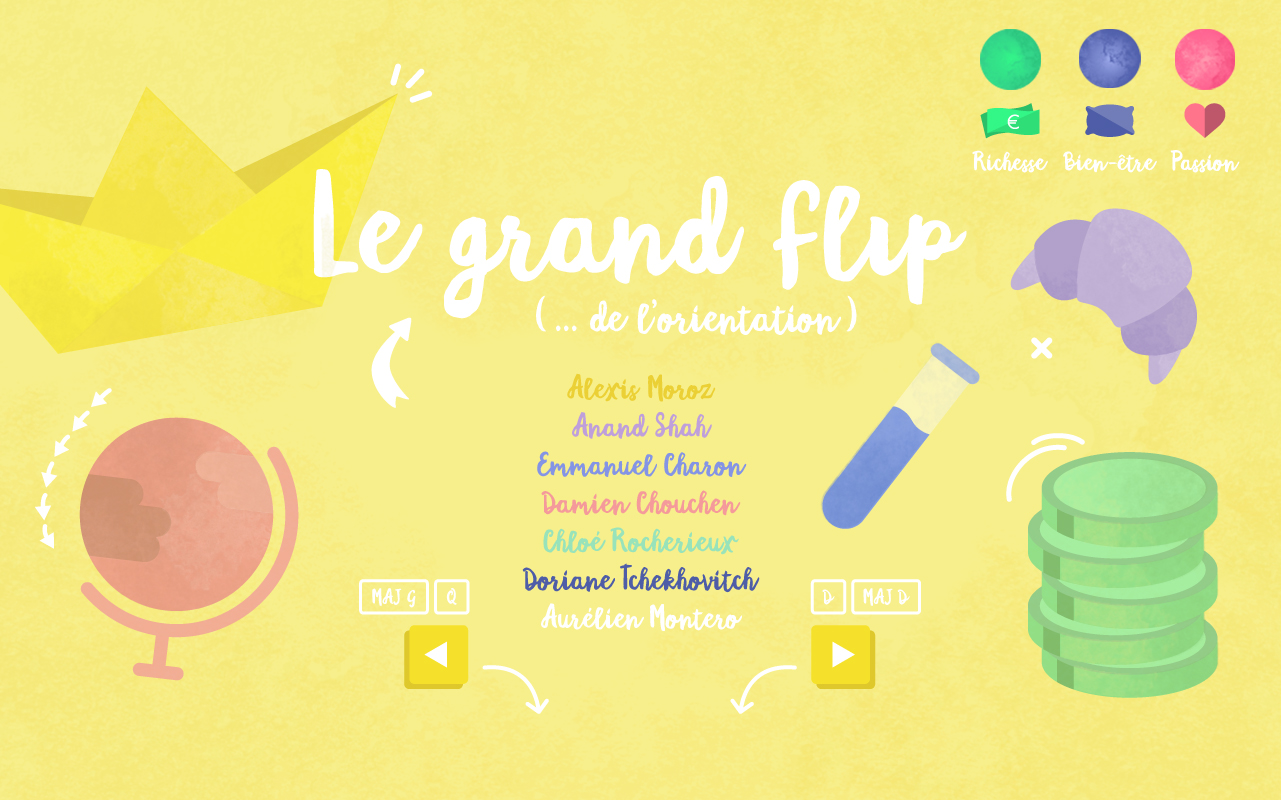 €
Richesse Bien-être Passion
Le grand flip
(... de l'orientation)
Alexis Moroz
Anand Shah
Emmanuel Charon
Damien Chouchen
Chloé Rocherieux
Doriane Tchekhovitch
MAJ G Q D MAJ D
Aurélien Montero